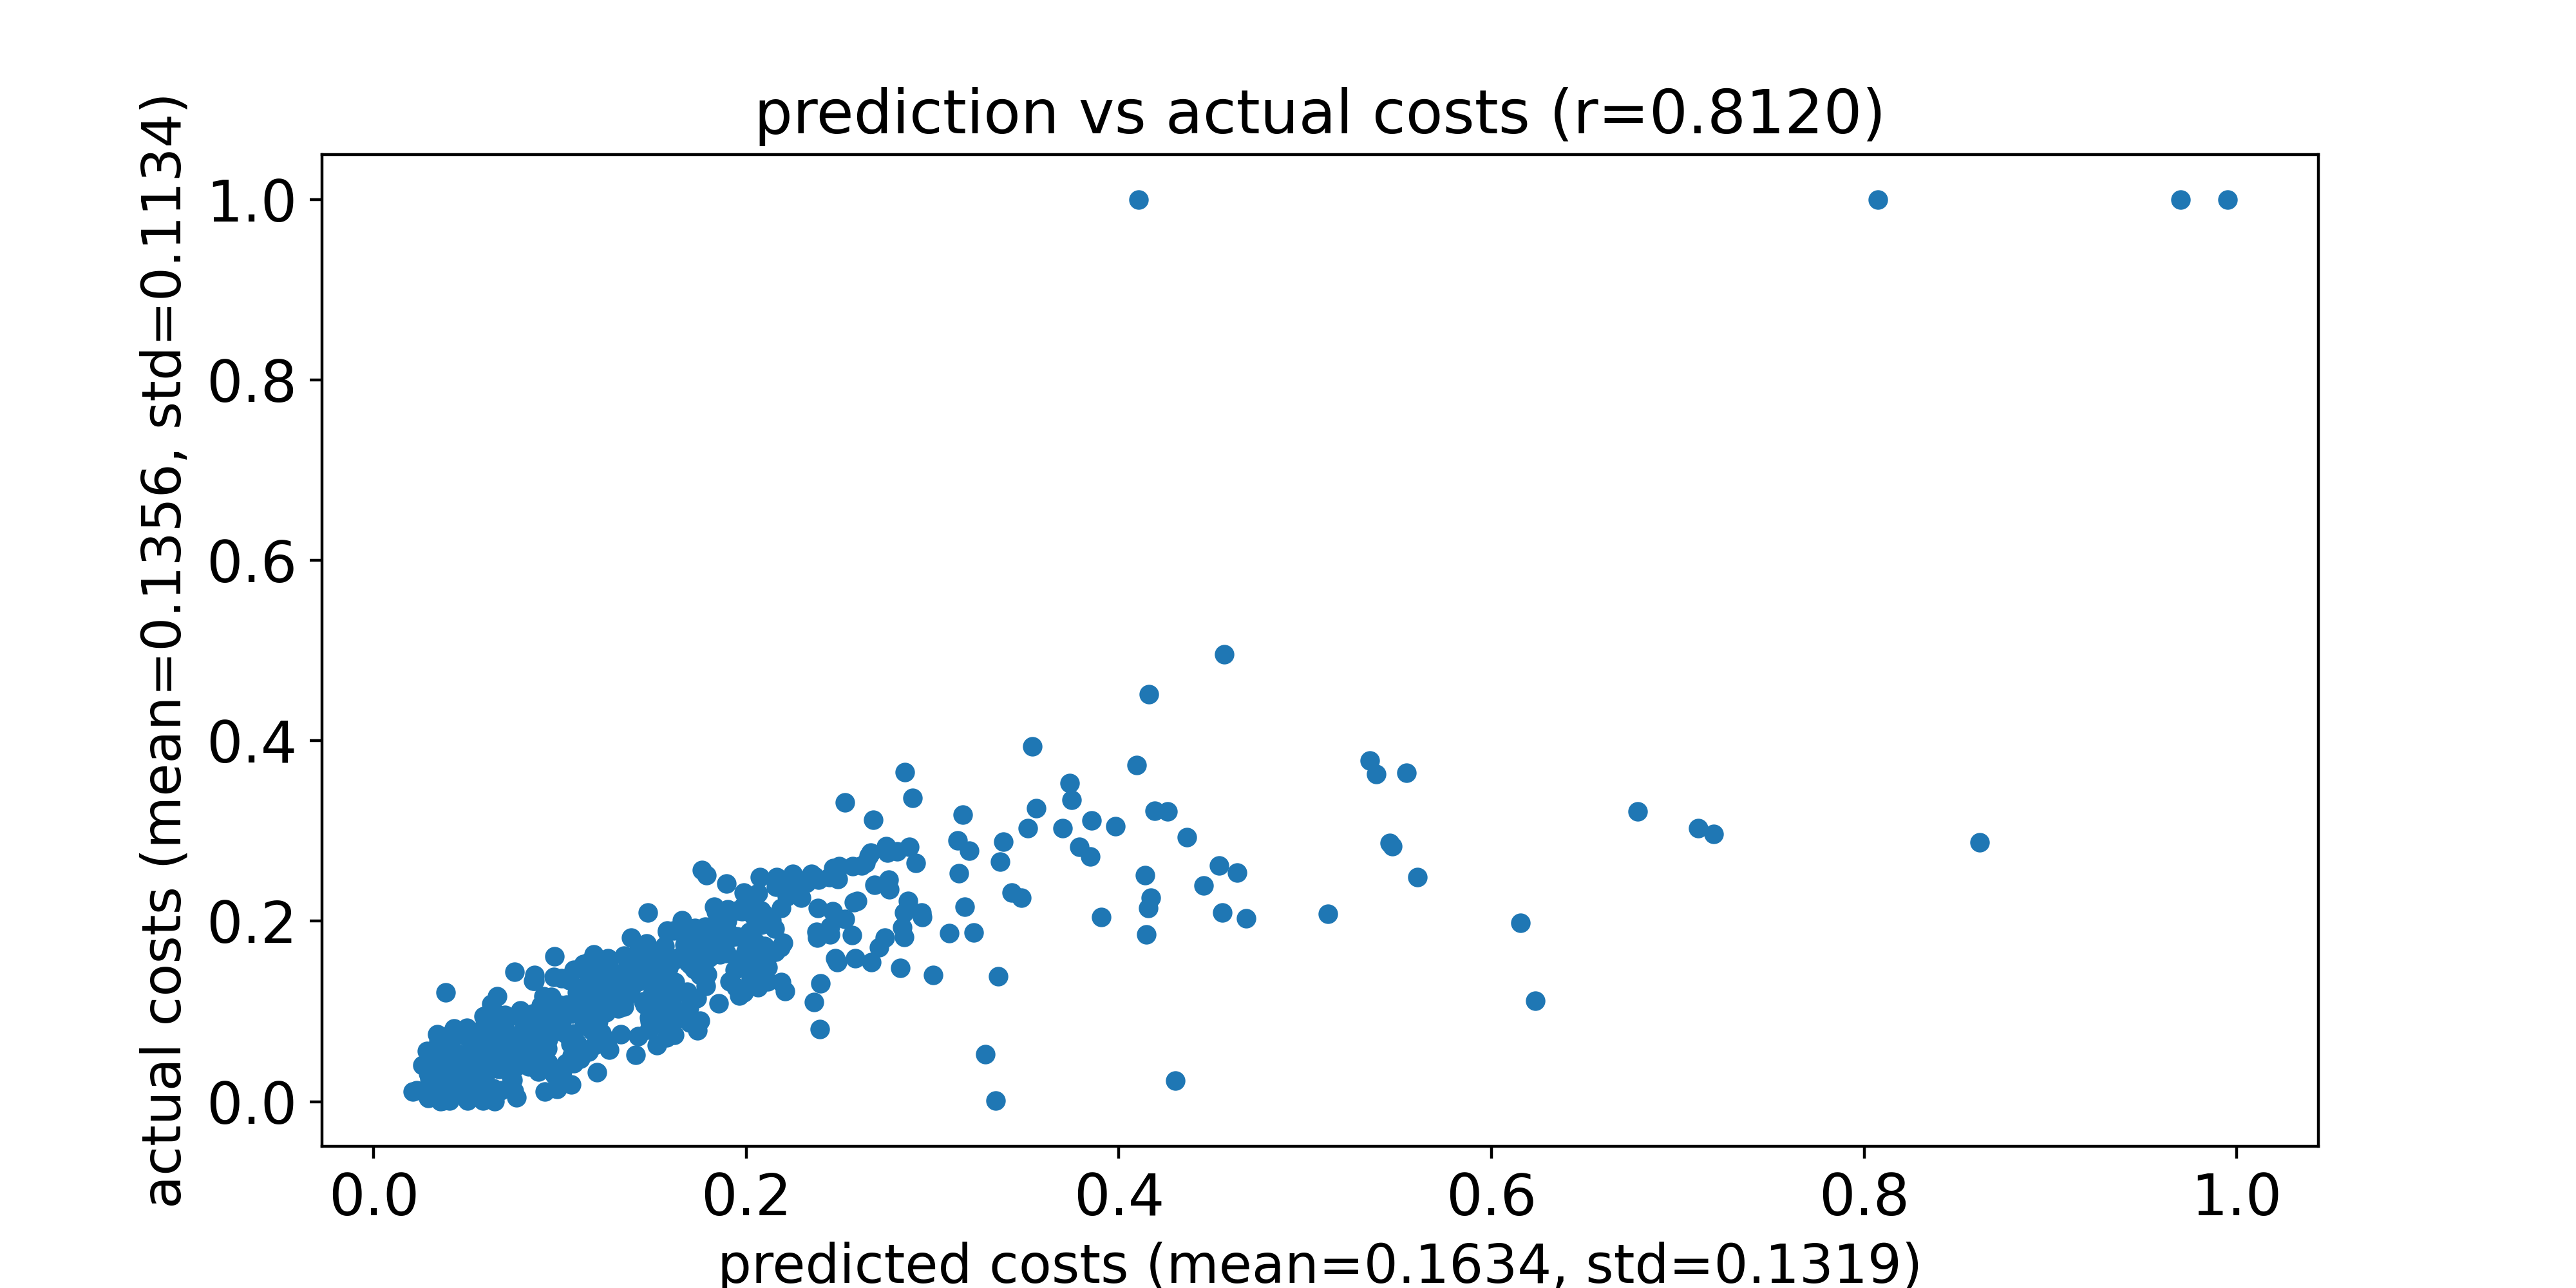 prediction vs actual costs (r=0.8120)
actual costs (mean=0.1356, std=0.1134)
1.0
0.8
0.6
0.4
0.2
0.0
0.0 0.2 0.4 0.6 0.8 1.0
predicted costs (mean=0.1634, std=0.1319)